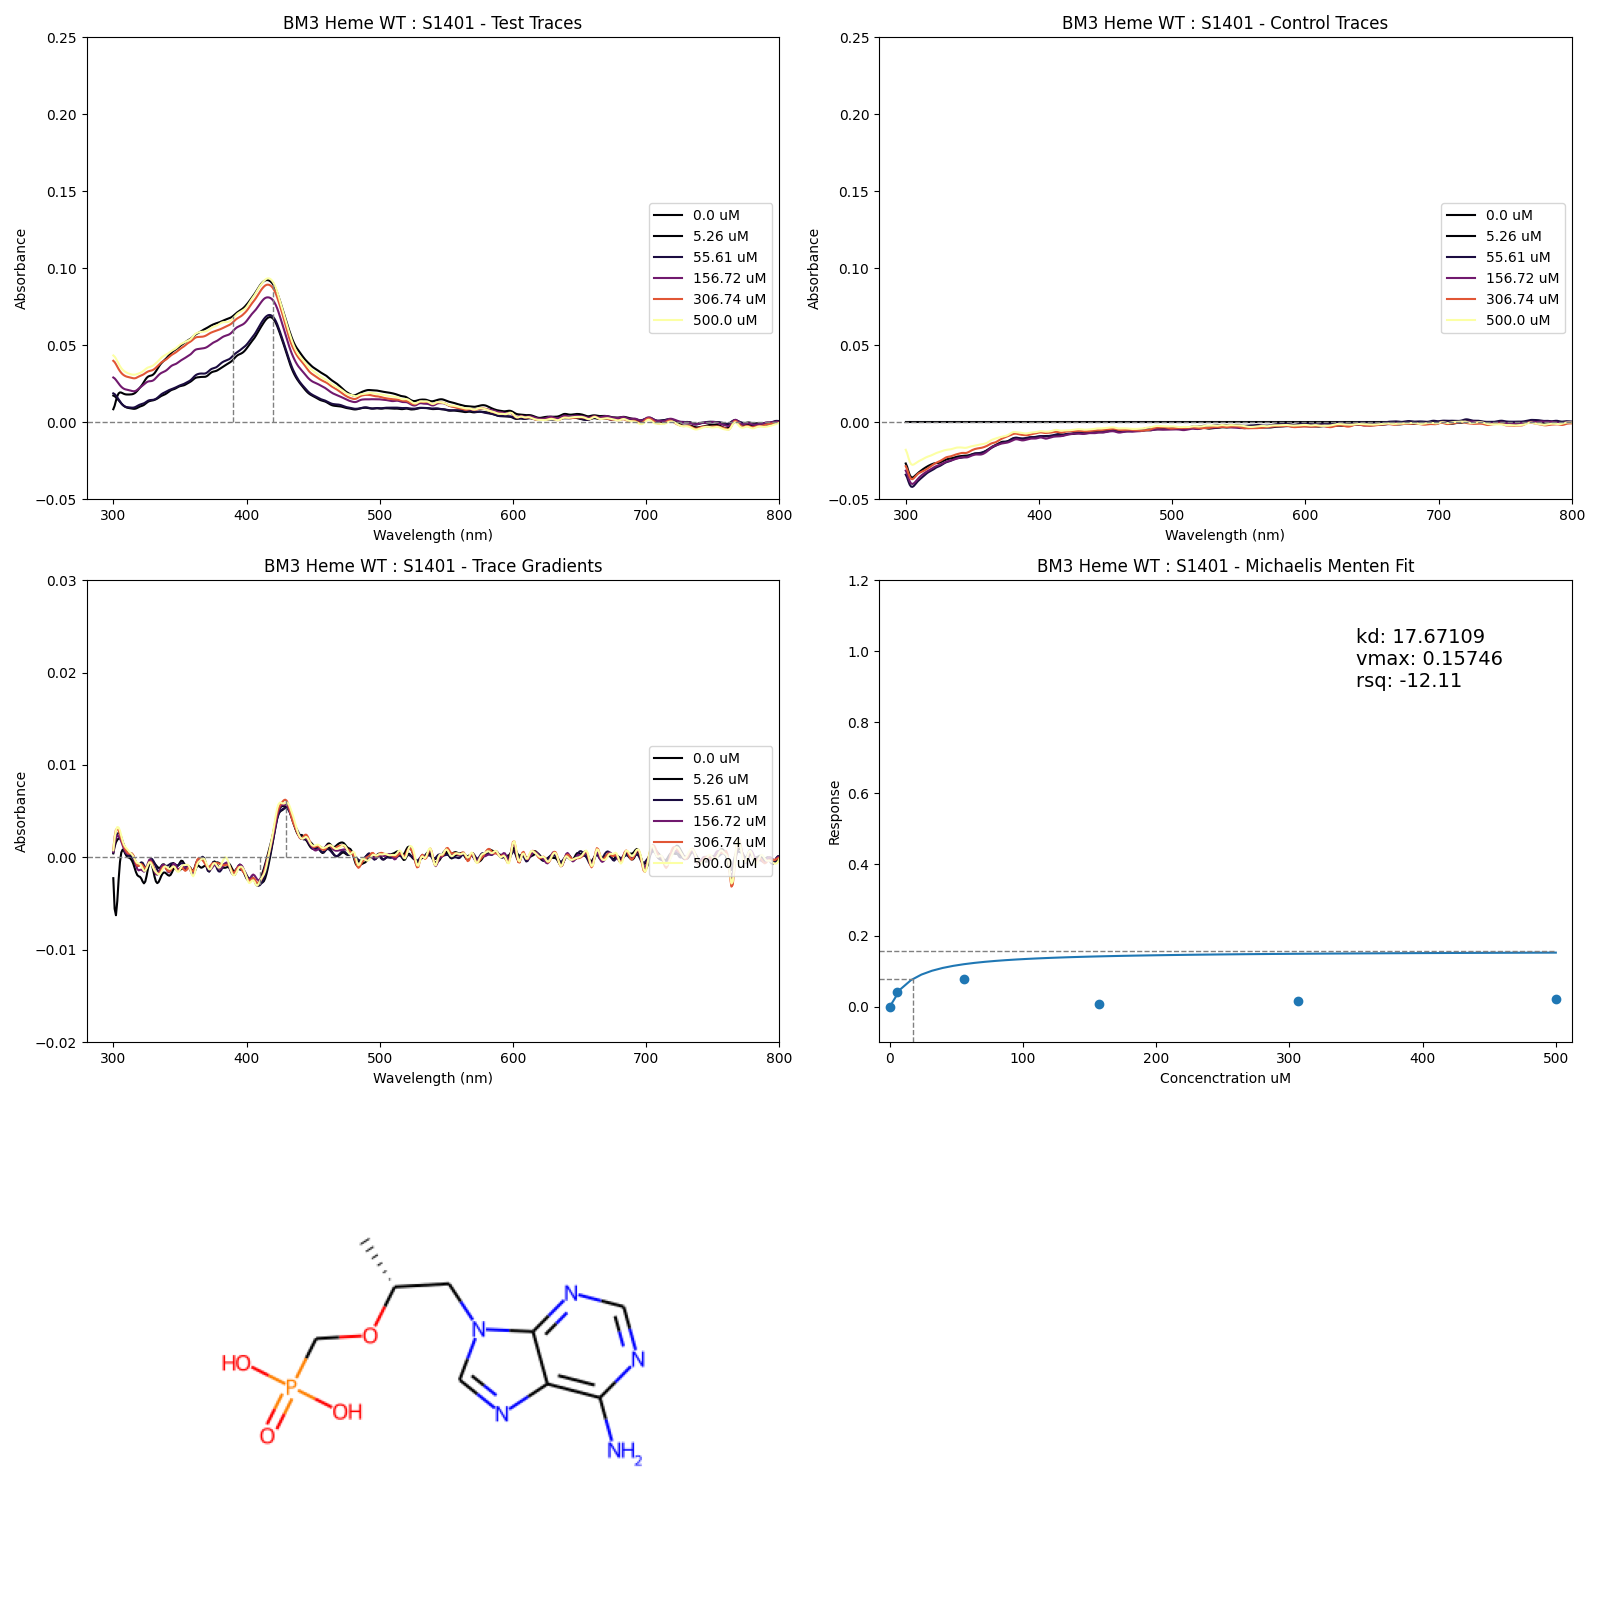 BM3 Heme WT : S1401 - Test Traces
0.25
0.20
0.15
0.10
0.05
0.00
−0.05
Absorbance
300 400 500 600 700 800
Wavelength (nm)
0.0 uM
5.26 uM
55.61 uM
156.72 uM
306.74 uM
500.0 uM
BM3 Heme WT : S1401 - Control Traces
0.25
0.20
0.15
0.10
0.05
0.00
−0.05
Absorbance
300 400 500 600 700 800
Wavelength (nm)
0.0 uM
5.26 uM
55.61 uM
156.72 uM
306.74 uM
500.0 uM
BM3 Heme WT : S1401 - Trace Gradients
0.03
0.02
0.01
0.00
−0.01
−0.02
Absorbance
300 400 500 600 700 800
Wavelength (nm)
0.0 uM
5.26 uM
55.61 uM
156.72 uM
306.74 uM
500.0 uM
BM3 Heme WT : S1401 - Michaelis Menten Fit
1.2
1.0
0.8
0.6
0.4
0.2
0.0
Response
0 100 200 300 400 500
Concenctration uM
kd: 17.67109
vmax: 0.15746
rsq: -12.11
N
N
O
N
HO
P
OH
N
O
NH2